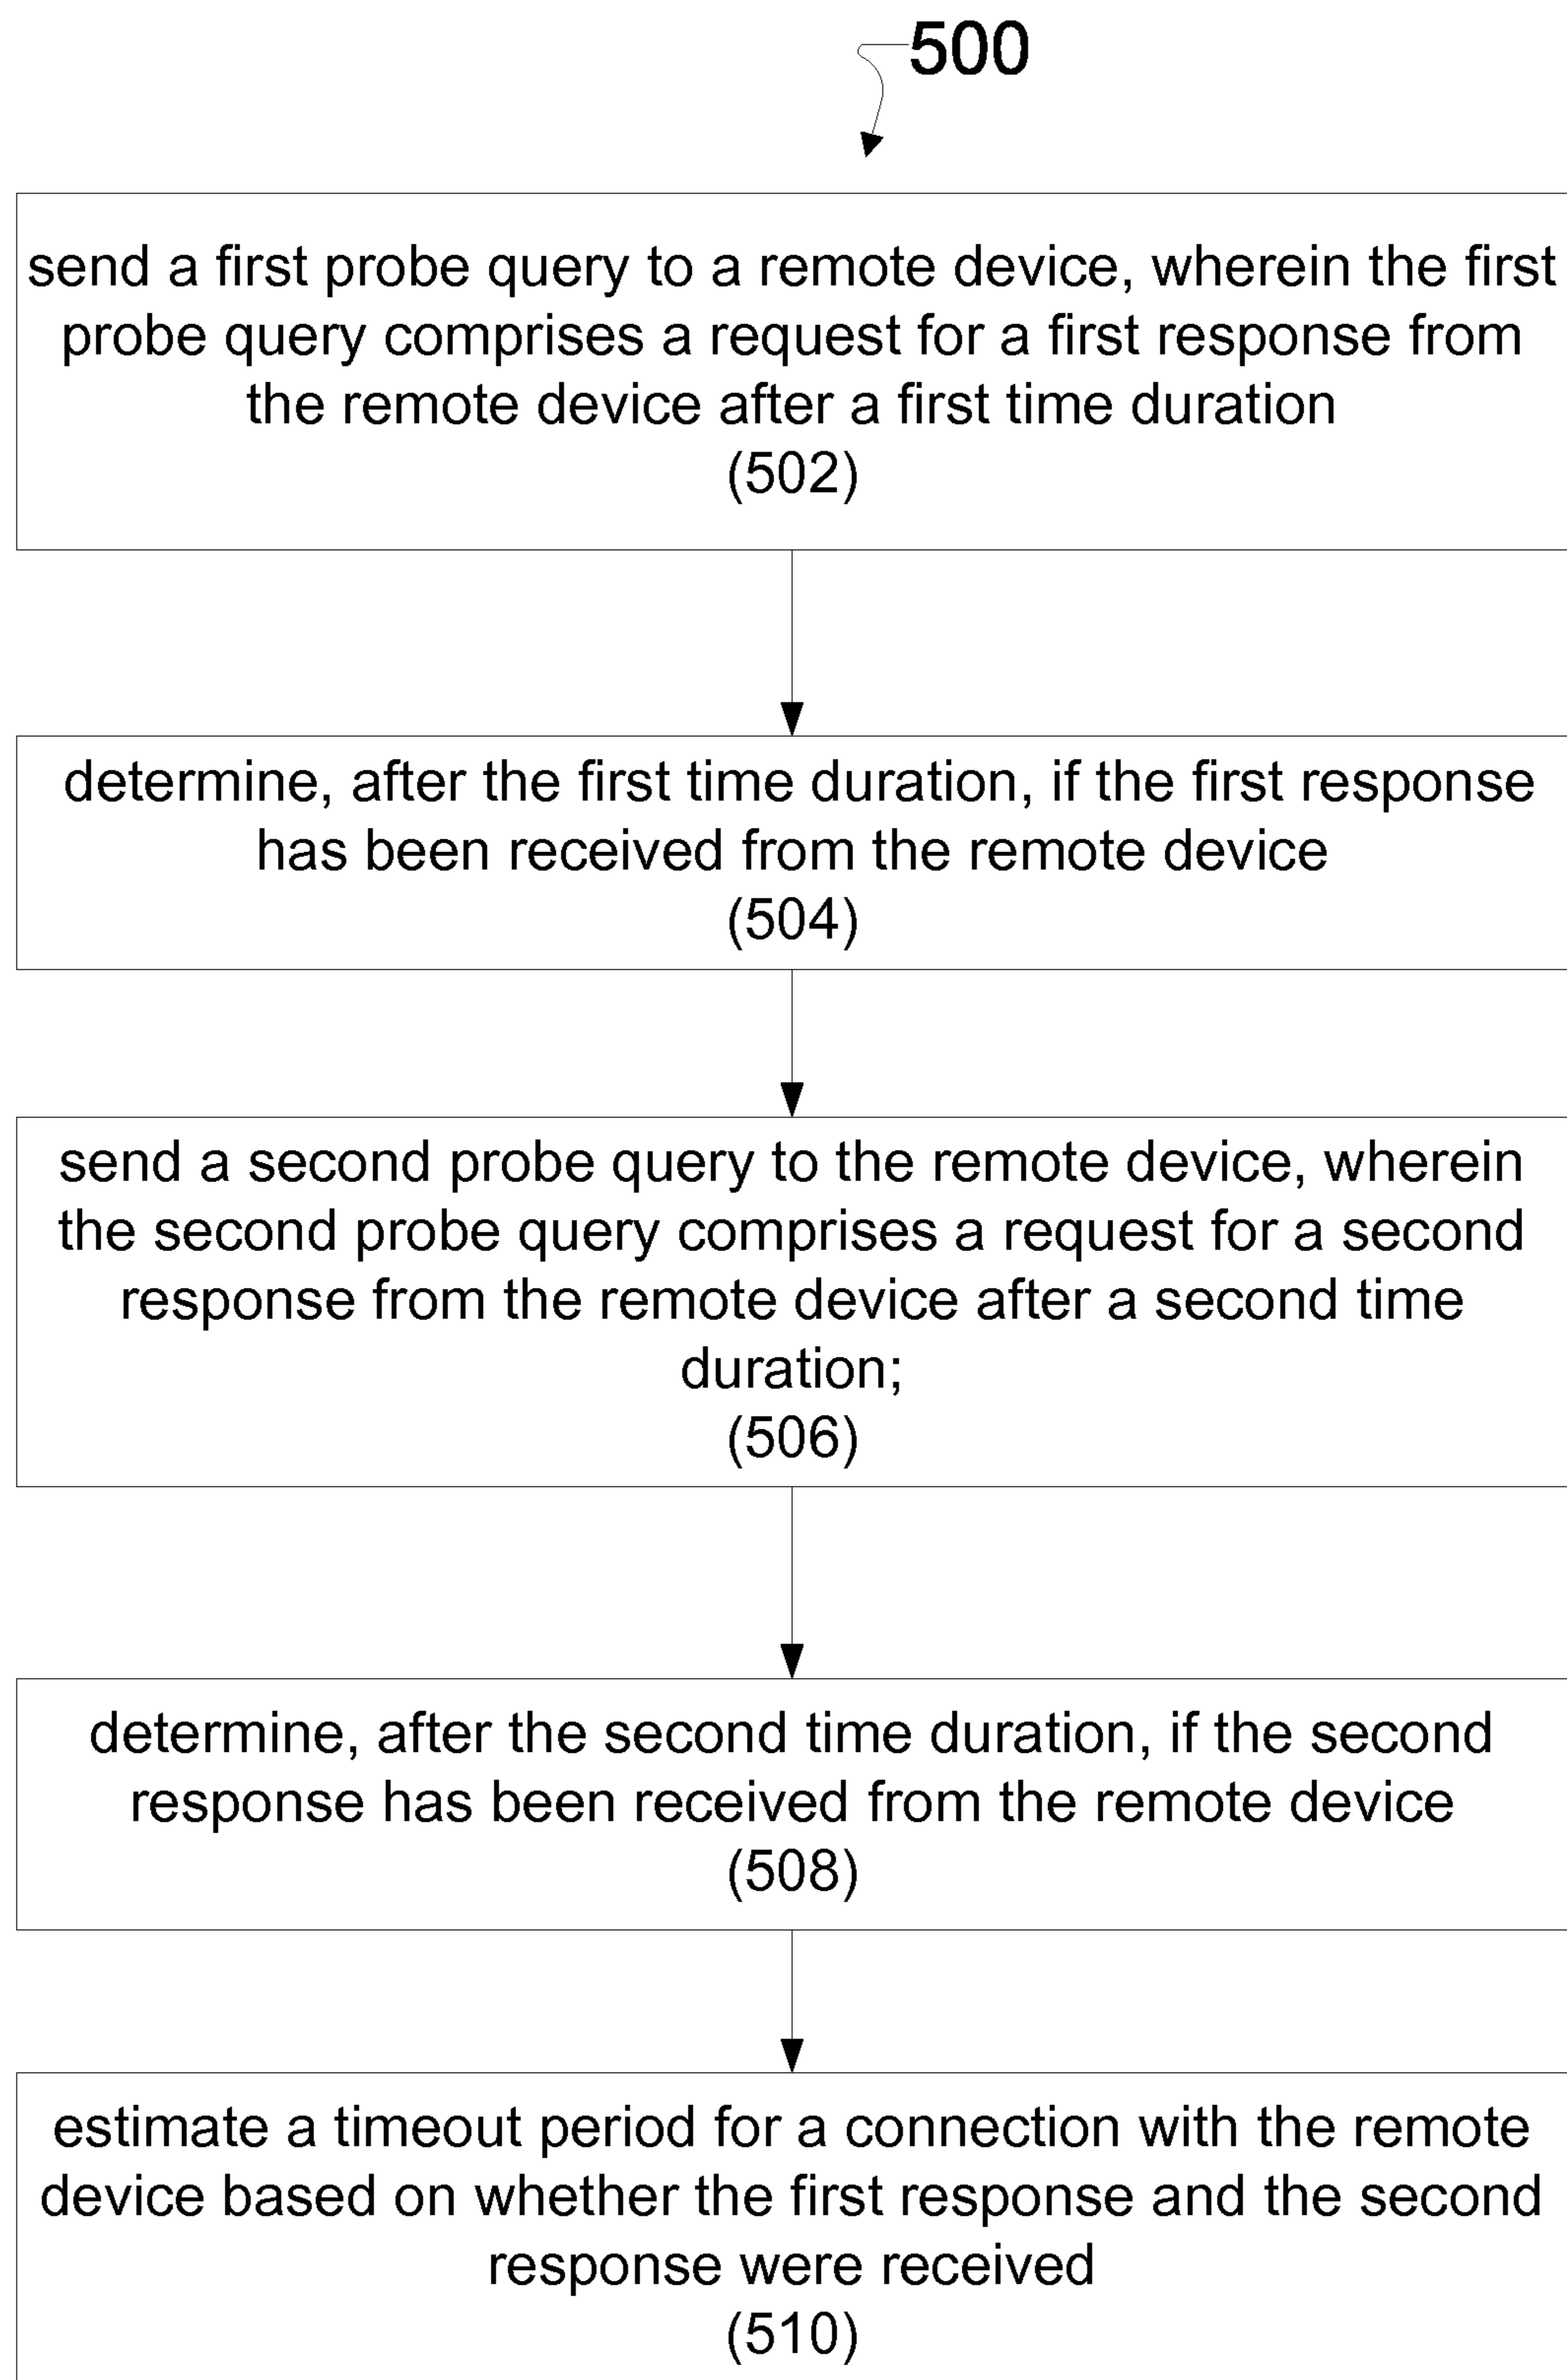 500
send a first probe query to a remote device, wherein the first
probe query comprises a request for a first response from
the remote device after a first time duration
(502)
determine, after the first time duration, if the first response
has been received from the remote device
(504)
send a second probe query to the remote device, wherein
the second probe query comprises a request for a second
response from the remote device after a second time
duration;
(506)
determine, after the second time duration, if the second
response has been received from the remote device
(508)
estimate a timeout period for a connection with the remote
device based on whether the first response and the second
response were received
(510)